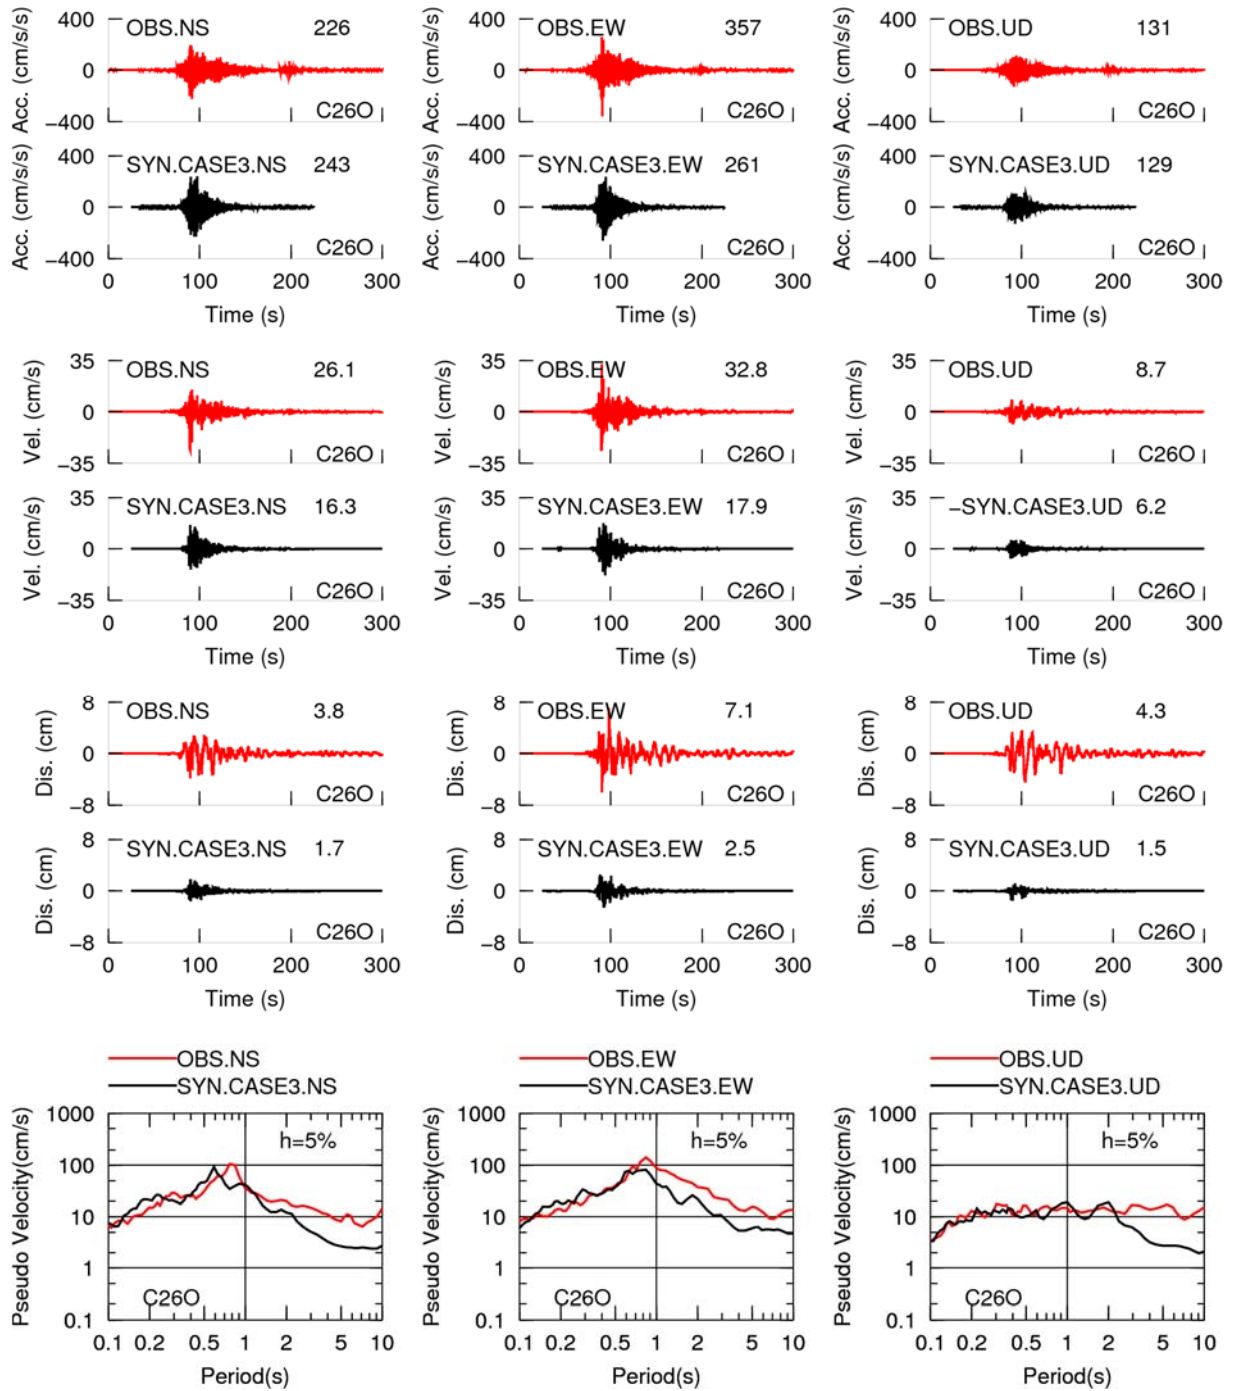 400 OBS.NS 226
0
−400 C26O
Acc. (cm/s/s)
OBS.EW 357
C26O
400 OBS.UD 131
0
−400 C26O
Acc. (cm/s/s)
400 SYN.CASE3.NS 243
0
−400 C26O
Acc. (cm/s/s)
0 100 200 300
Time (s)
SYN.CASE3.EW 261
C26O
0 100 200 300
Time (s)
400 SYN.CASE3.UD 129
0
−400 C26O
Acc. (cm/s/s)
0 100 200 300
Time (s)
35 OBS.NS 26.1
0
−35 C26O
Vel. (cm/s)
35 OBS.EW 32.8
0
−35 C26O
Vel. (cm/s)
35 OBS.UD 8.7
0
−35 C26O
Vel. (cm/s)
35 SYN.CASE3.NS 16.3
0
−35 C26O
Vel. (cm/s)
0 100 200 300
Time (s)
35 SYN.CASE3.EW 17.9
0
−35 C26O
Vel. (cm/s)
0 100 200 300
Time (s)
35 −SYN.CASE3.UD 6.2
0
−35 C26O
Vel. (cm/s)
0 100 200 300
Time (s)
8 OBS.NS 3.8
0
−8 C26O
Dis. (cm)
8 OBS.EW 7.1
0
−8 C26O
Dis. (cm)
8 OBS.UD 4.3
0
−8 C26O
Dis. (cm)
8 SYN.CASE3.NS 1.7
0
−8 C26O
Dis. (cm)
0 100 200 300
Time (s)
8 SYN.CASE3.EW 2.5
0
−8 C26O
Dis. (cm)
0 100 200 300
Time (s)
8 SYN.CASE3.UD 1.5
0
−8 C26O
Dis. (cm)
0 100 200 300
Time (s)
OBS.NS
SYN.CASE3.NS
1000
100
10
1
0.1
Pseudo Velocity(cm/s)
h=5%
C26O
0.1 0.2 0.5 1 2 5 10
Period(s)
OBS.EW
SYN.CASE3.EW
1000
100
10
1
0.1
Pseudo Velocity(cm/s)
h=5%
C26O
0.1 0.2 0.5 1 2 5 10
Period(s)
OBS.UD
SYN.CASE3.UD
1000
100
10
1
0.1
Pseudo Velocity(cm/s)
h=5%
C26O
0.1 0.2 0.5 1 2 5 10
Period(s)